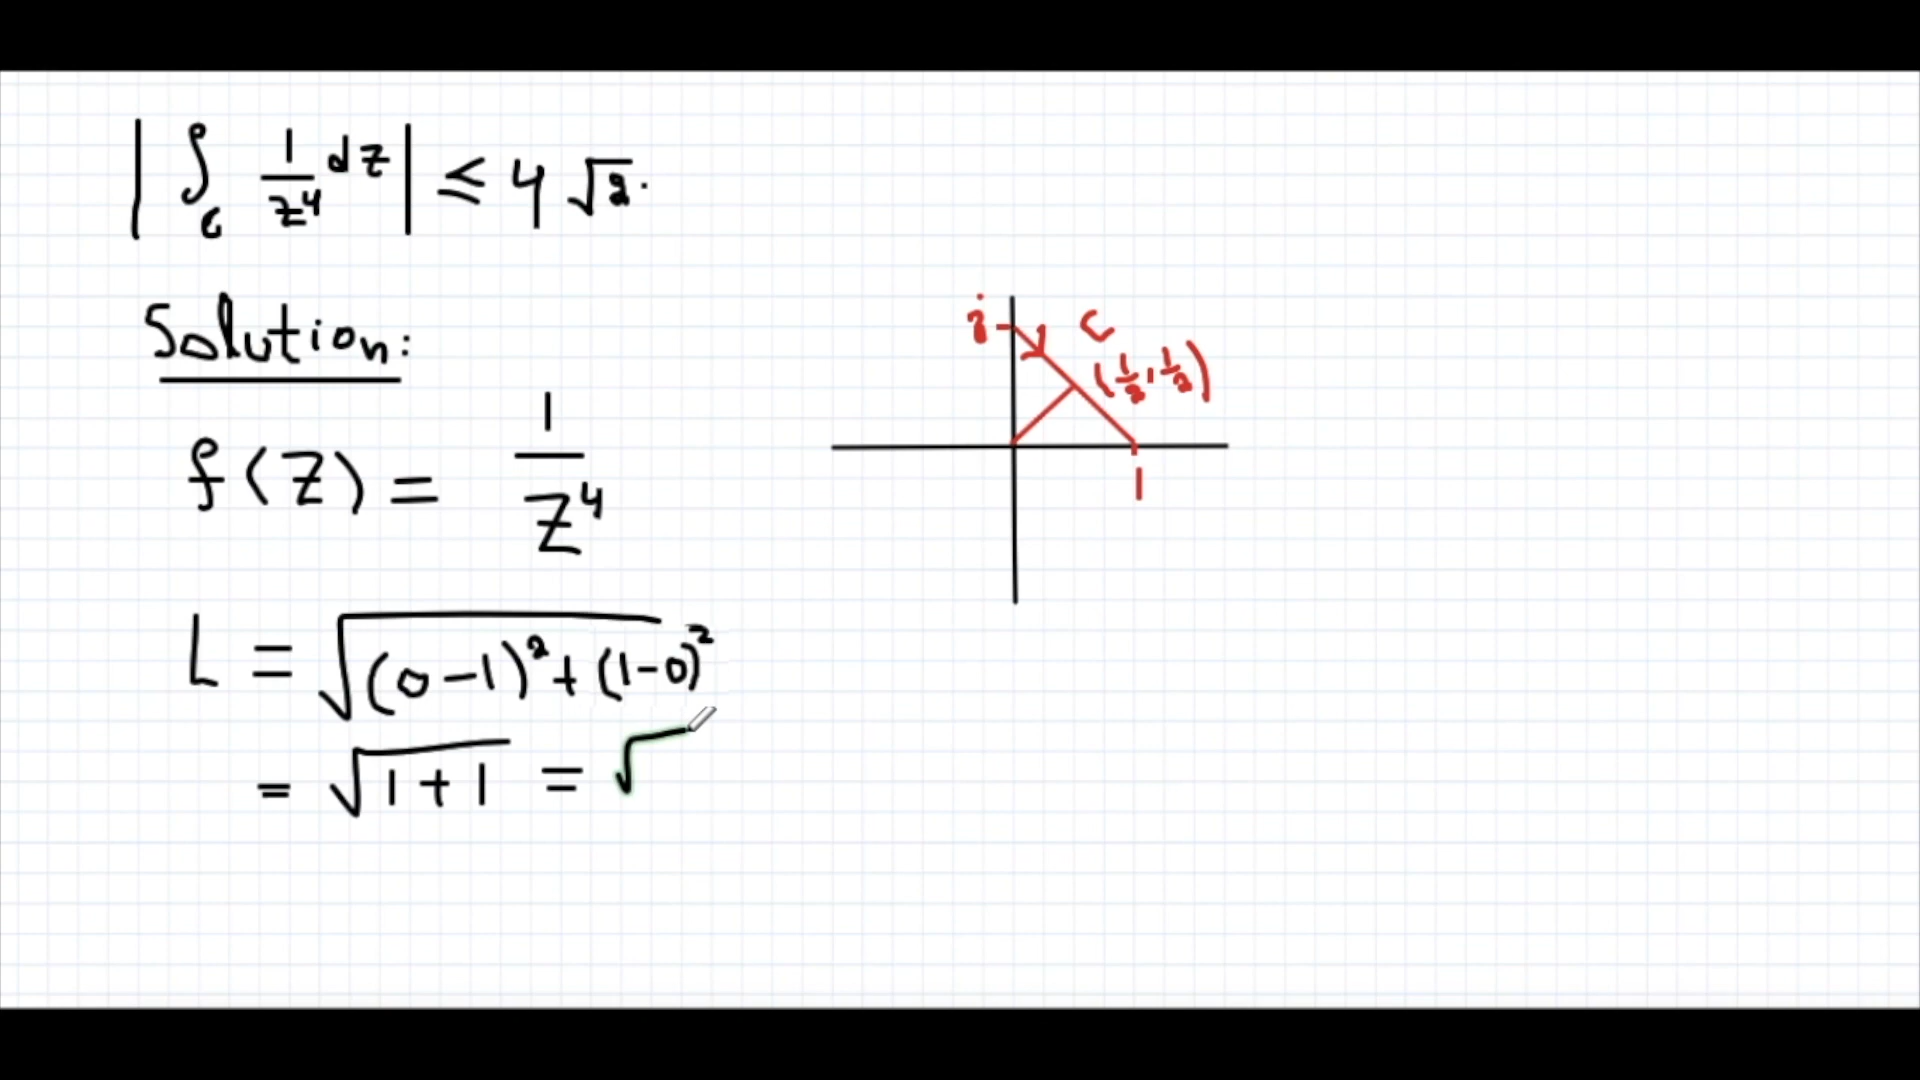 |∫_C 1/z⁴ dz| ≤ 4√2.
Solution:
f(z) = 1/z⁴
L = √(0-1)² + (1-0)²
= √1+1 = √
i
C
(1/2, 1/2)
1